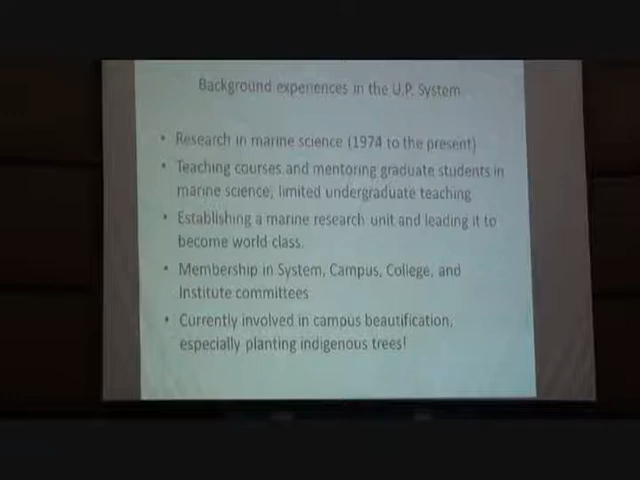 Background experiences in the U.P. System
• Research in marine science (1974 to the present)
• Teaching courses and mentoring graduate students in
marine science, limited undergraduate teaching
• Establishing a marine research unit and leading it to
become world class.
• Membership in System, Campus, College, and
Institute committees
• Currently involved in campus beautification,
especially planting indigenous trees!